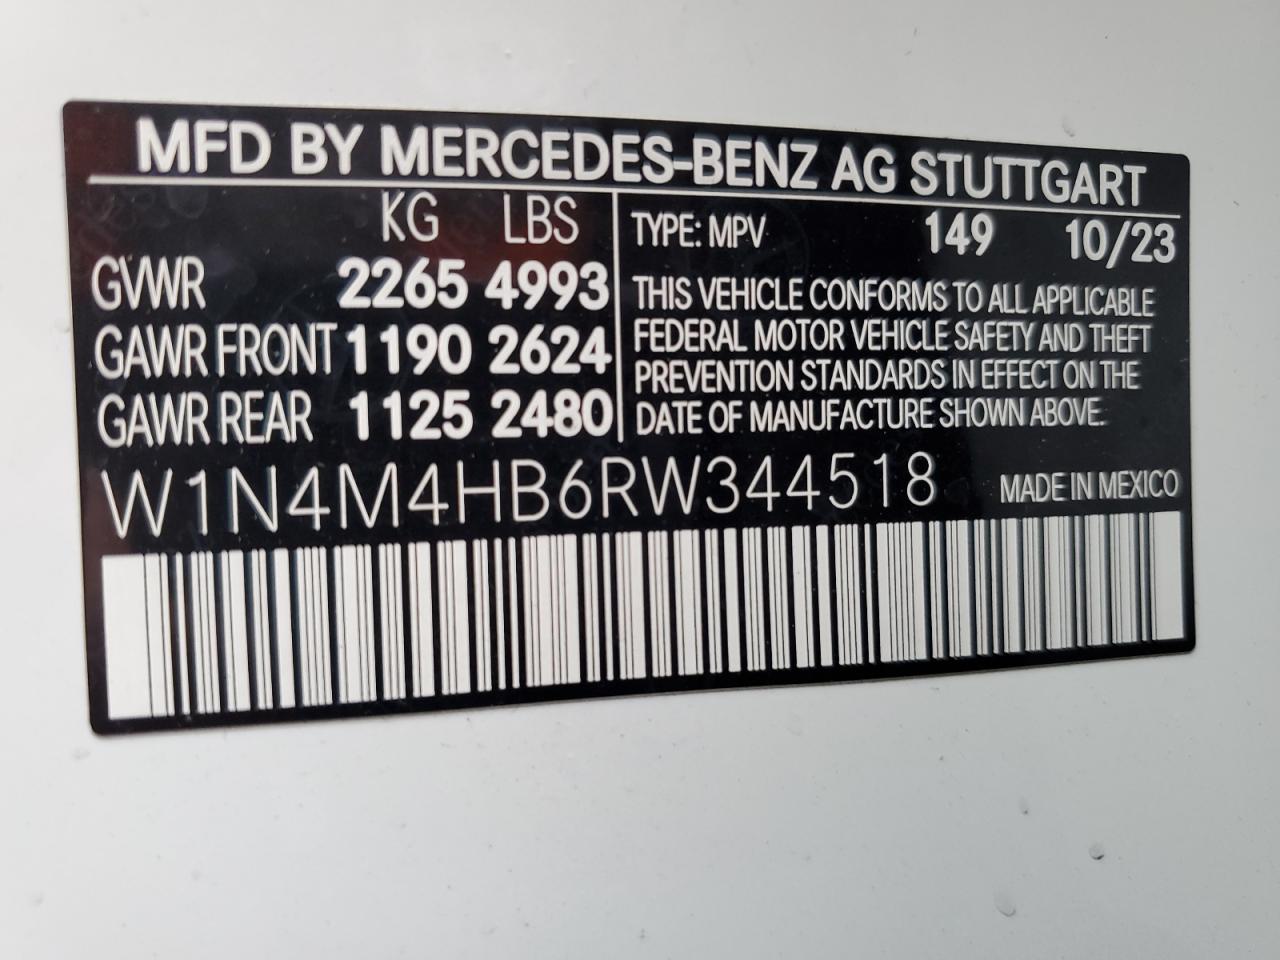 MFD BY MERCEDES-BENZ AG STUTTGART
KG LBS
GVWR 2265 4993
GAWR FRONT 1190 2624
GAWR REAR 1125 2480
TYPE: MPV 149 10/23
THIS VEHICLE CONFORMS TO ALL APPLICABLE
FEDERAL MOTOR VEHICLE SAFETY AND THEFT
PREVENTION STANDARDS IN EFFECT ON THE
DATE OF MANUFACTURE SHOWN ABOVE.
W1N4M4HB6RW344518 MADE IN MEXICO